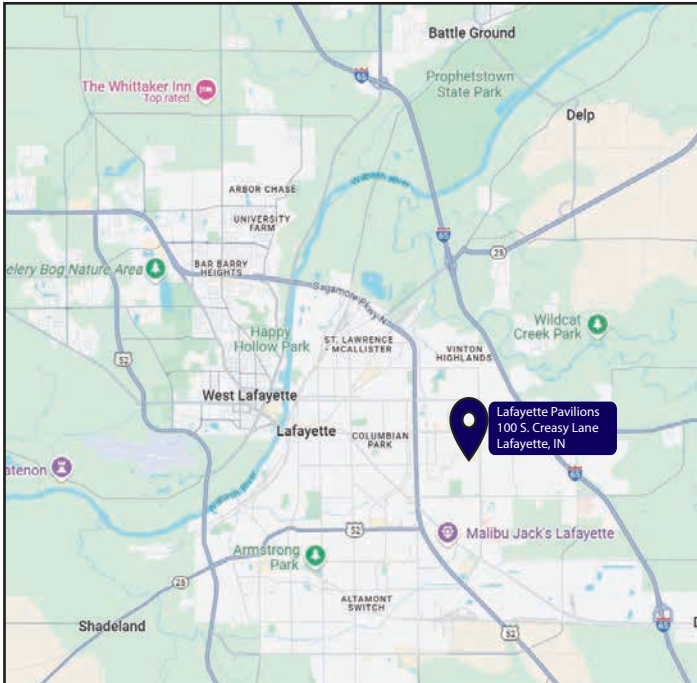 Battle Ground
65
Prophetstown
State Park
The Whittaker Inn
Top rated
Delp
Wabash River
ARBOR CHASE
UNIVERSITY
FARM
65
25
BAR BARRY
HEIGHTS
elery Bog Nature Area
Sagamore Pkwy N
Wildcat
Creek Park
Happy
Hollow Park
ST. LAWRENCE
- MCALLISTER
VINTON
HIGHLANDS
52
West Lafayette
Lafayette
COLUMBIAN
PARK
Lafayette Pavilions
100 S. Creasy Lane
Lafayette, IN
atenon
Wabash River
65
52
Malibu Jack's Lafayette
Armstrong
Park
25
ALTAMONT
SWITCH
Shadeland
52
65
D